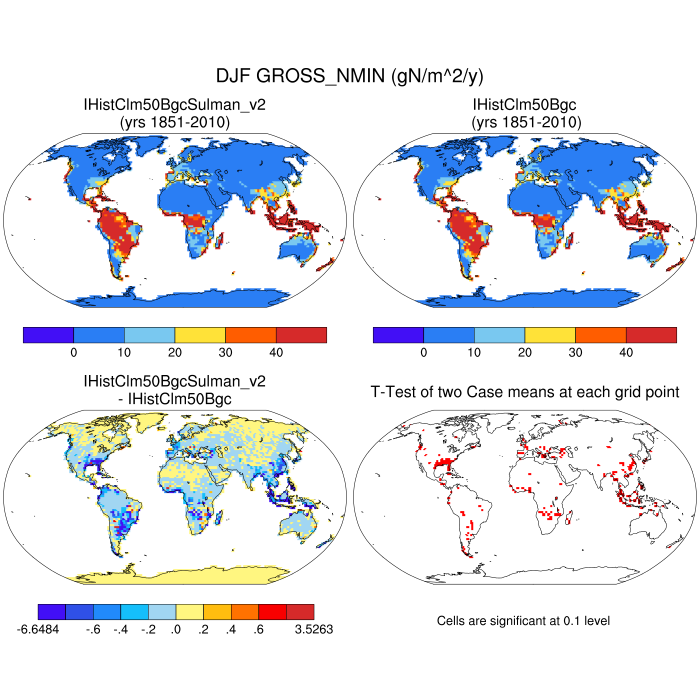 DJF GROSS_NMIN (gN/m^2/y)
IHistClm50BgcSulman_v2
(yrs 1851-2010)
IHistClm50Bgc
(yrs 1851-2010)
0 10 20 30 40
0 10 20 30 40
IHistClm50BgcSulman_v2
- IHistClm50Bgc
T-Test of two Case means at each grid point
-6.6484 -.6 -.4 -.2 .0 .2 .4 .6 3.5263
Cells are significant at 0.1 level